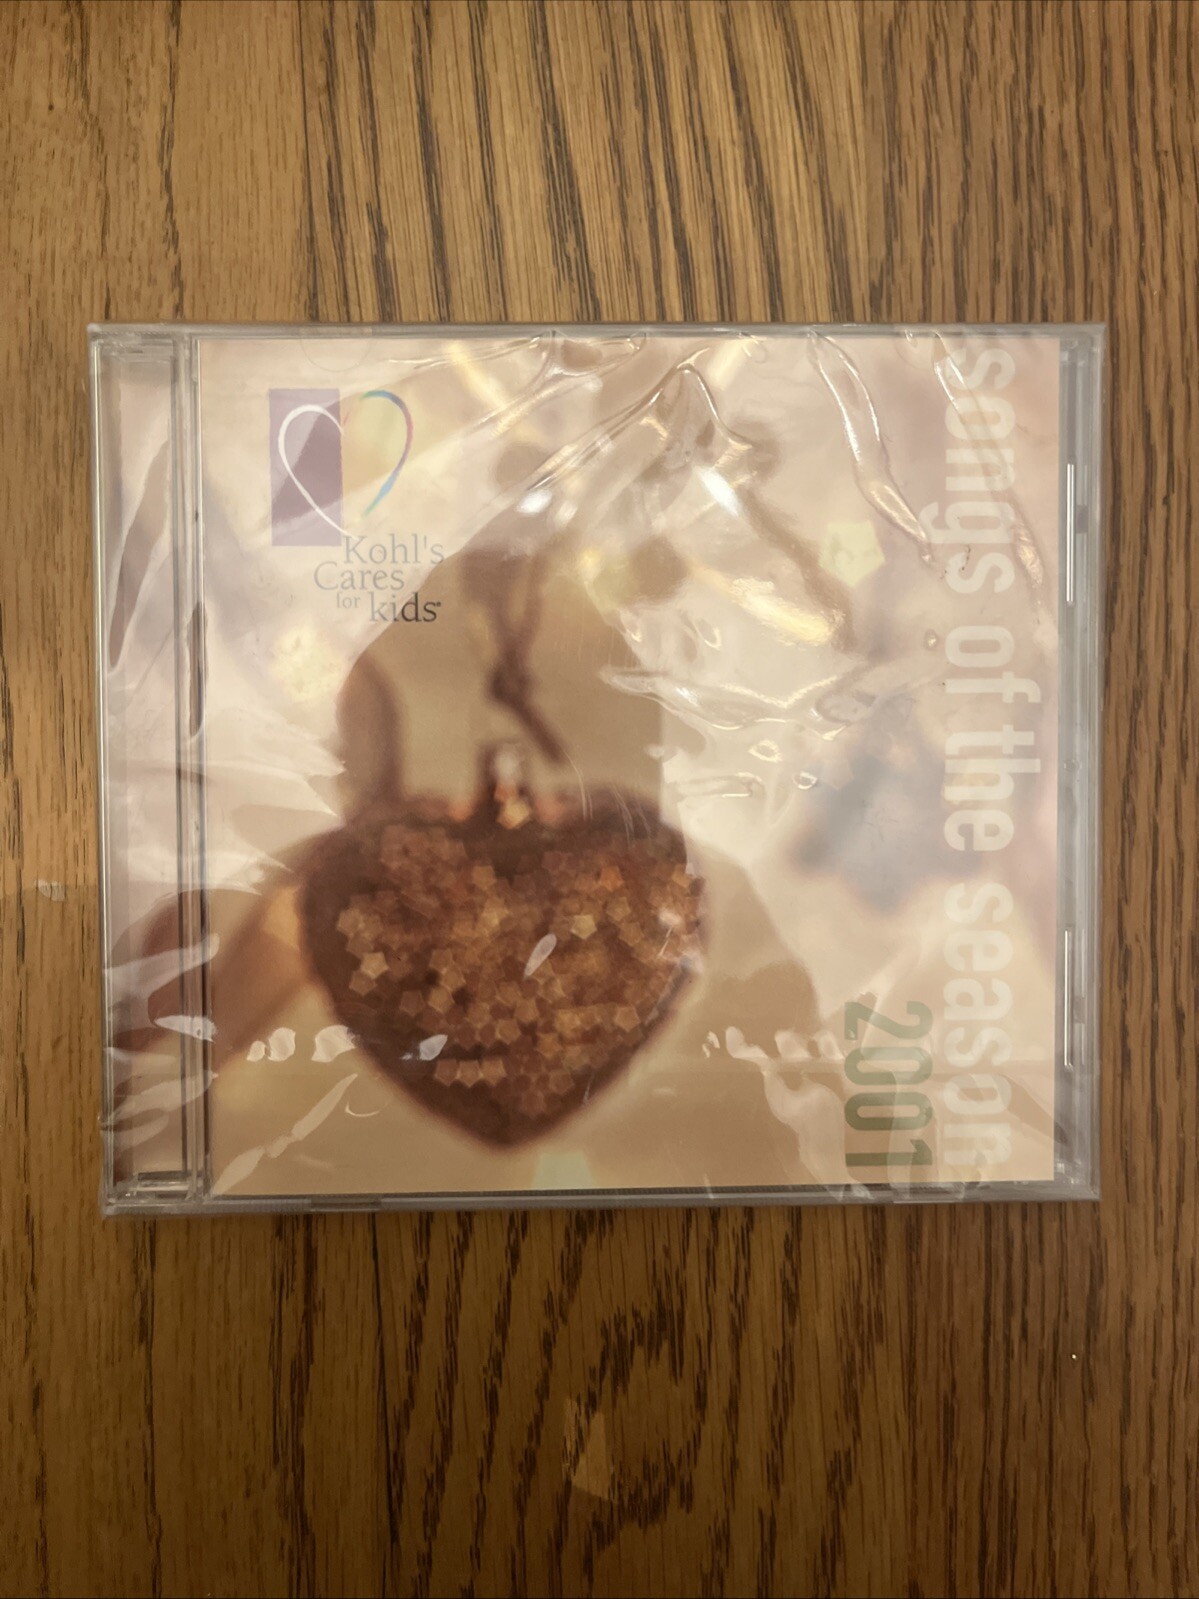 Kohl's
Cares
for kids®
songs of the season
2001